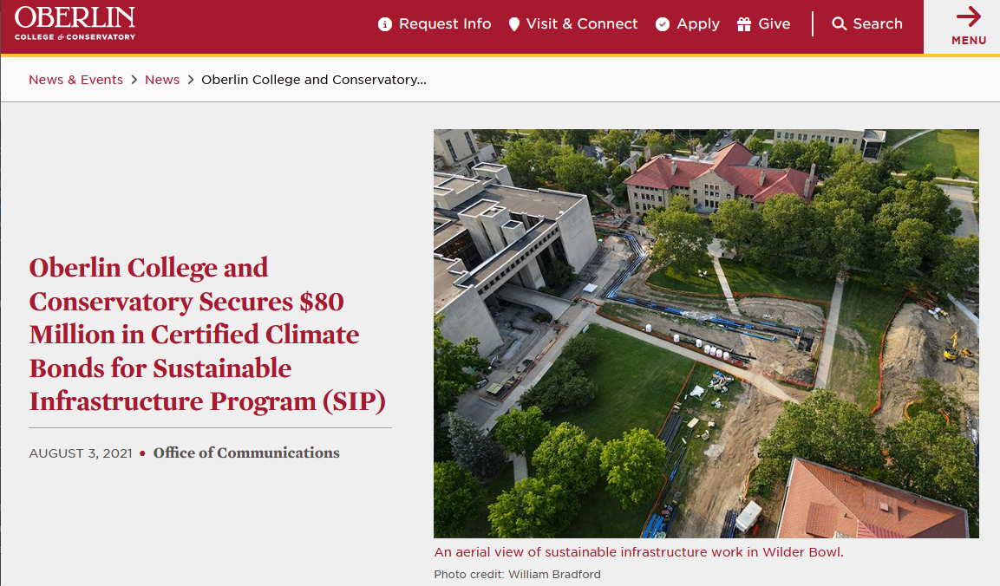 OBERLIN
COLLEGE & CONSERVATORY
Request Info
Visit & Connect
Apply
Give
Search
MENU
News & Events > News > Oberlin College and Conservatory...
Oberlin College and
Conservatory Secures $80
Million in Certified Climate
Bonds for Sustainable
Infrastructure Program (SIP)
AUGUST 3, 2021 • Office of Communications
An aerial view of sustainable infrastructure work in Wilder Bowl.
Photo credit: William Bradford